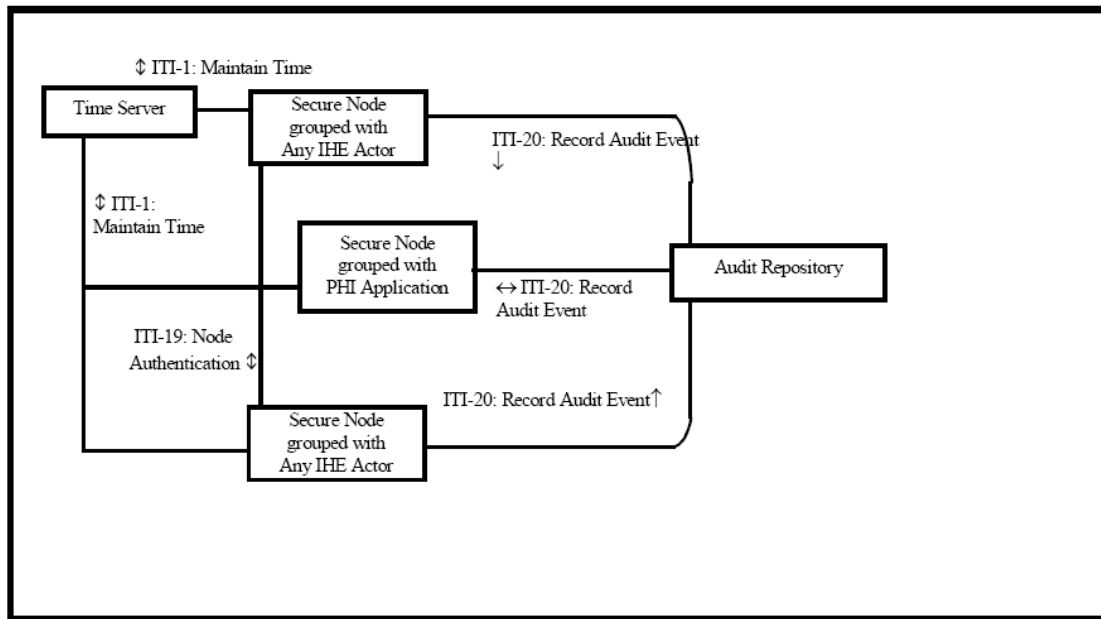 ↕ ITI-1: Maintain Time
Time Server
Secure Node
grouped with
Any IHE Actor
ITI-20: Record Audit Event
↓
↕ ITI-1:
Maintain Time
Secure Node
grouped with
PHI Application
Audit Repository
↔ ITI-20: Record
Audit Event
ITI-19: Node
Authentication ↕
ITI-20: Record Audit Event↑
Secure Node
grouped with
Any IHE Actor